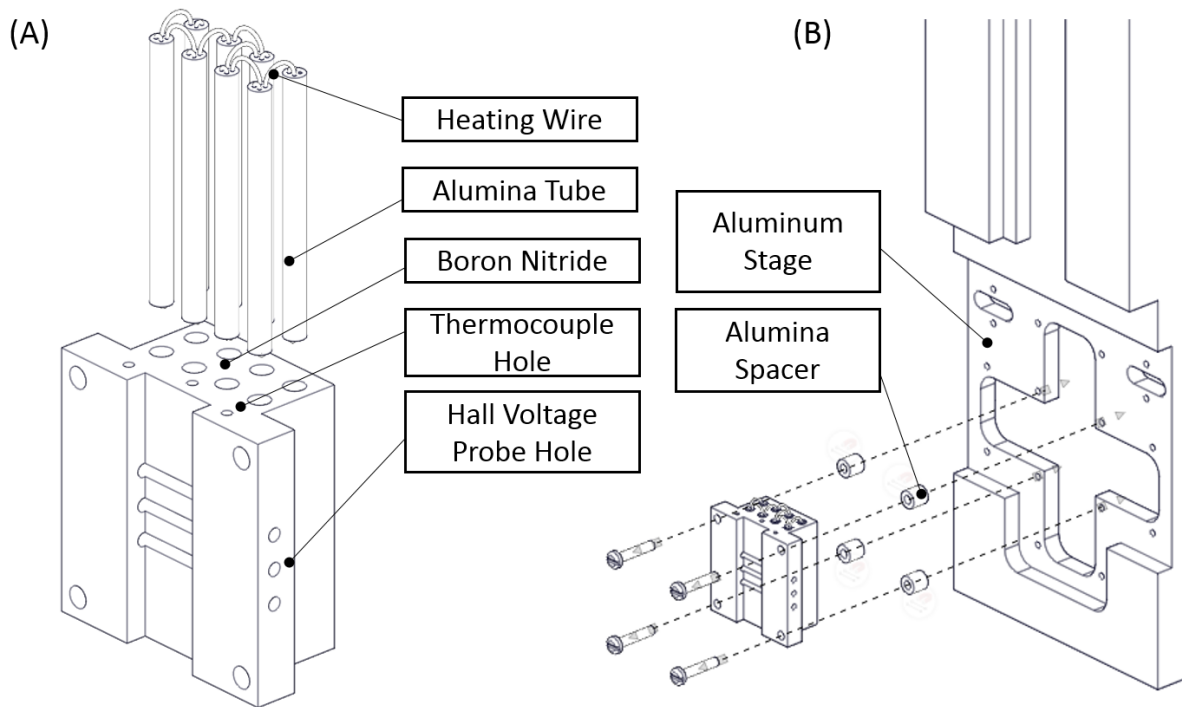 (A)
Heating Wire
Alumina Tube
Boron Nitride
Thermocouple
Hole
Hall Voltage
Probe Hole
(B)
Aluminum
Stage
Alumina
Spacer